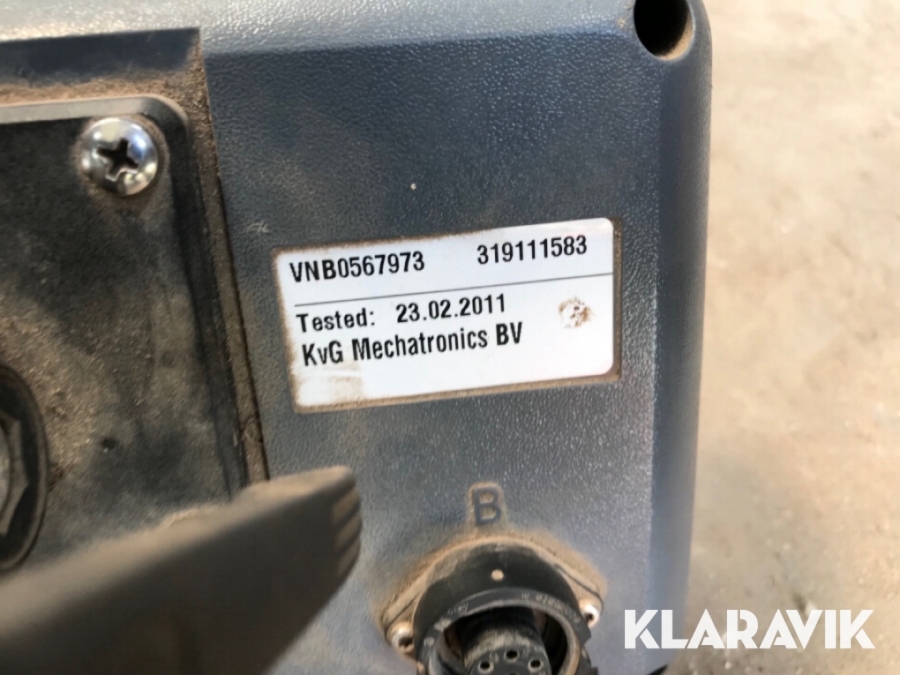 VNB0567973 319111583
Tested: 23.02.2011
KvG Mechatronics BV
B
KLARAVIK